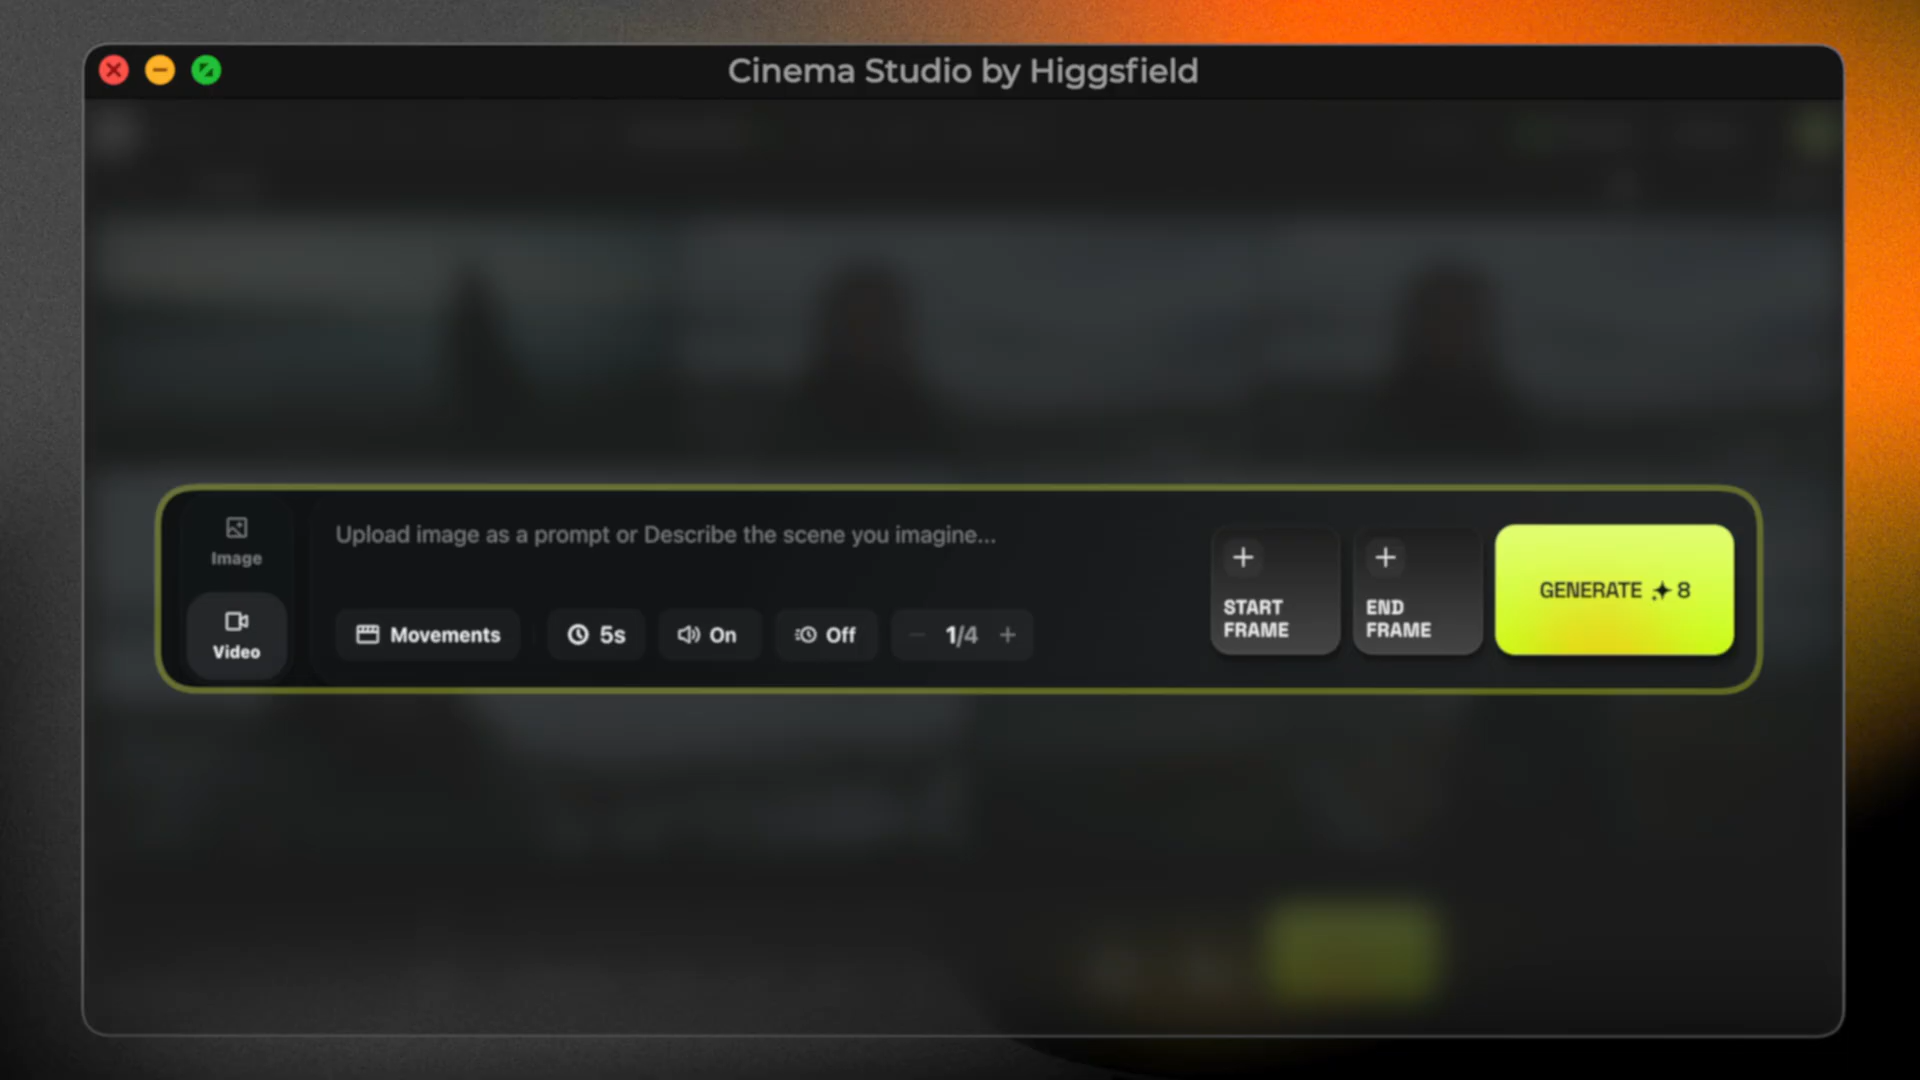 Cinema Studio by Higgsfield
Image
Upload image as a prompt or Describe the scene you imagine...
Video
Movements
5s
On
Off
1/4
START
FRAME
END
FRAME
GENERATE 8